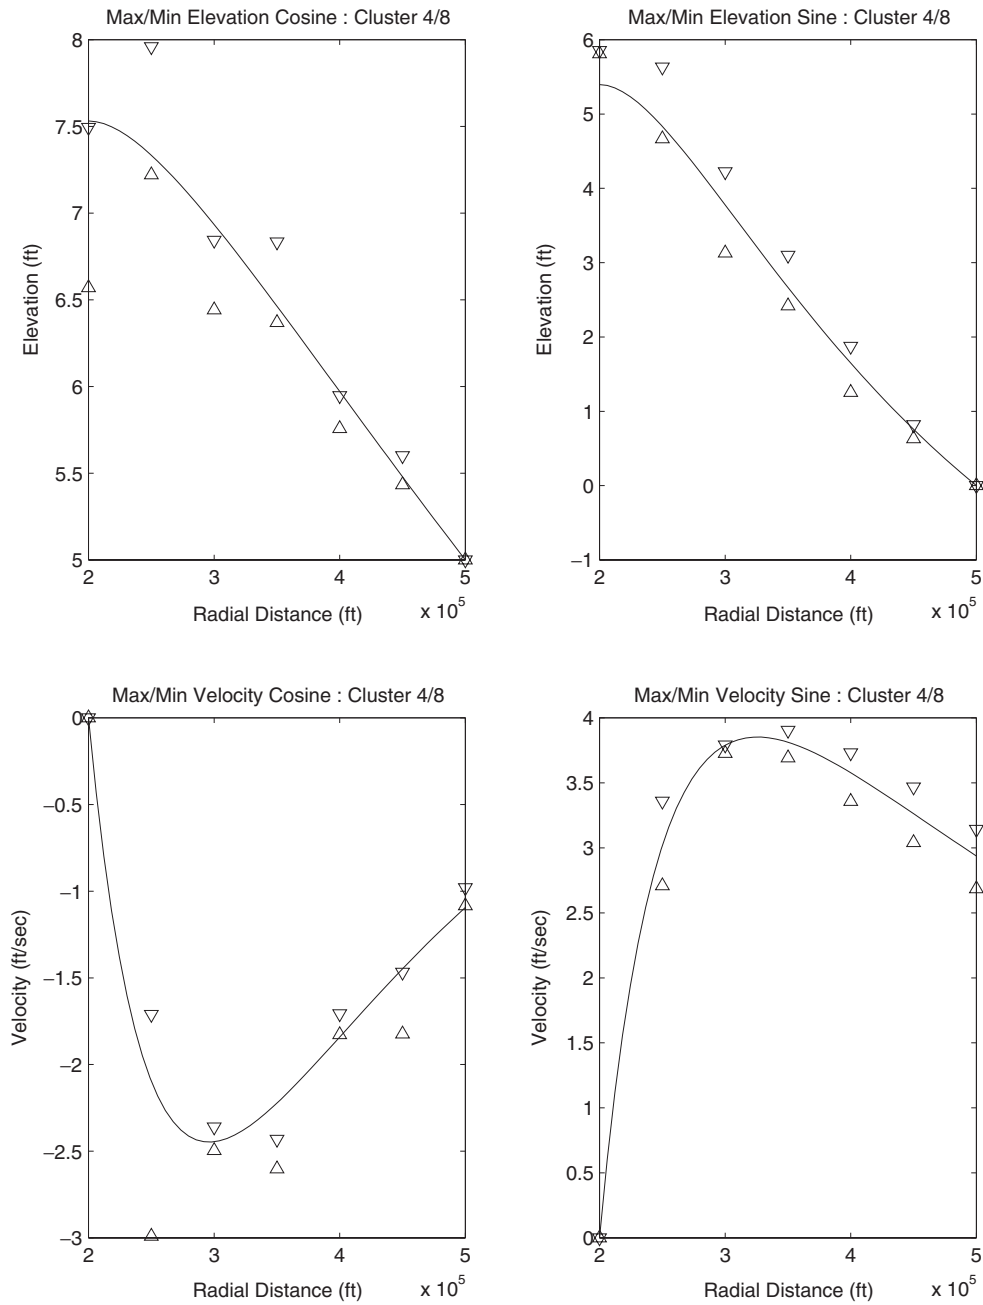 Max/Min Elevation Cosine : Cluster 4/8
8
7.5
7
6.5
6
5.5
5
Elevation (ft)
2 3 4 5
Radial Distance (ft) x 10^5
Max/Min Elevation Sine : Cluster 4/8
6
5
4
3
2
1
0
−1
Elevation (ft)
2 3 4 5
Radial Distance (ft) x 10^5
Max/Min Velocity Cosine : Cluster 4/8
0
−0.5
−1
−1.5
−2
−2.5
−3
Velocity (ft/sec)
2 3 4 5
Radial Distance (ft) x 10^5
Max/Min Velocity Sine : Cluster 4/8
4
3.5
3
2.5
2
1.5
1
0.5
0
Velocity (ft/sec)
2 3 4 5
Radial Distance (ft) x 10^5